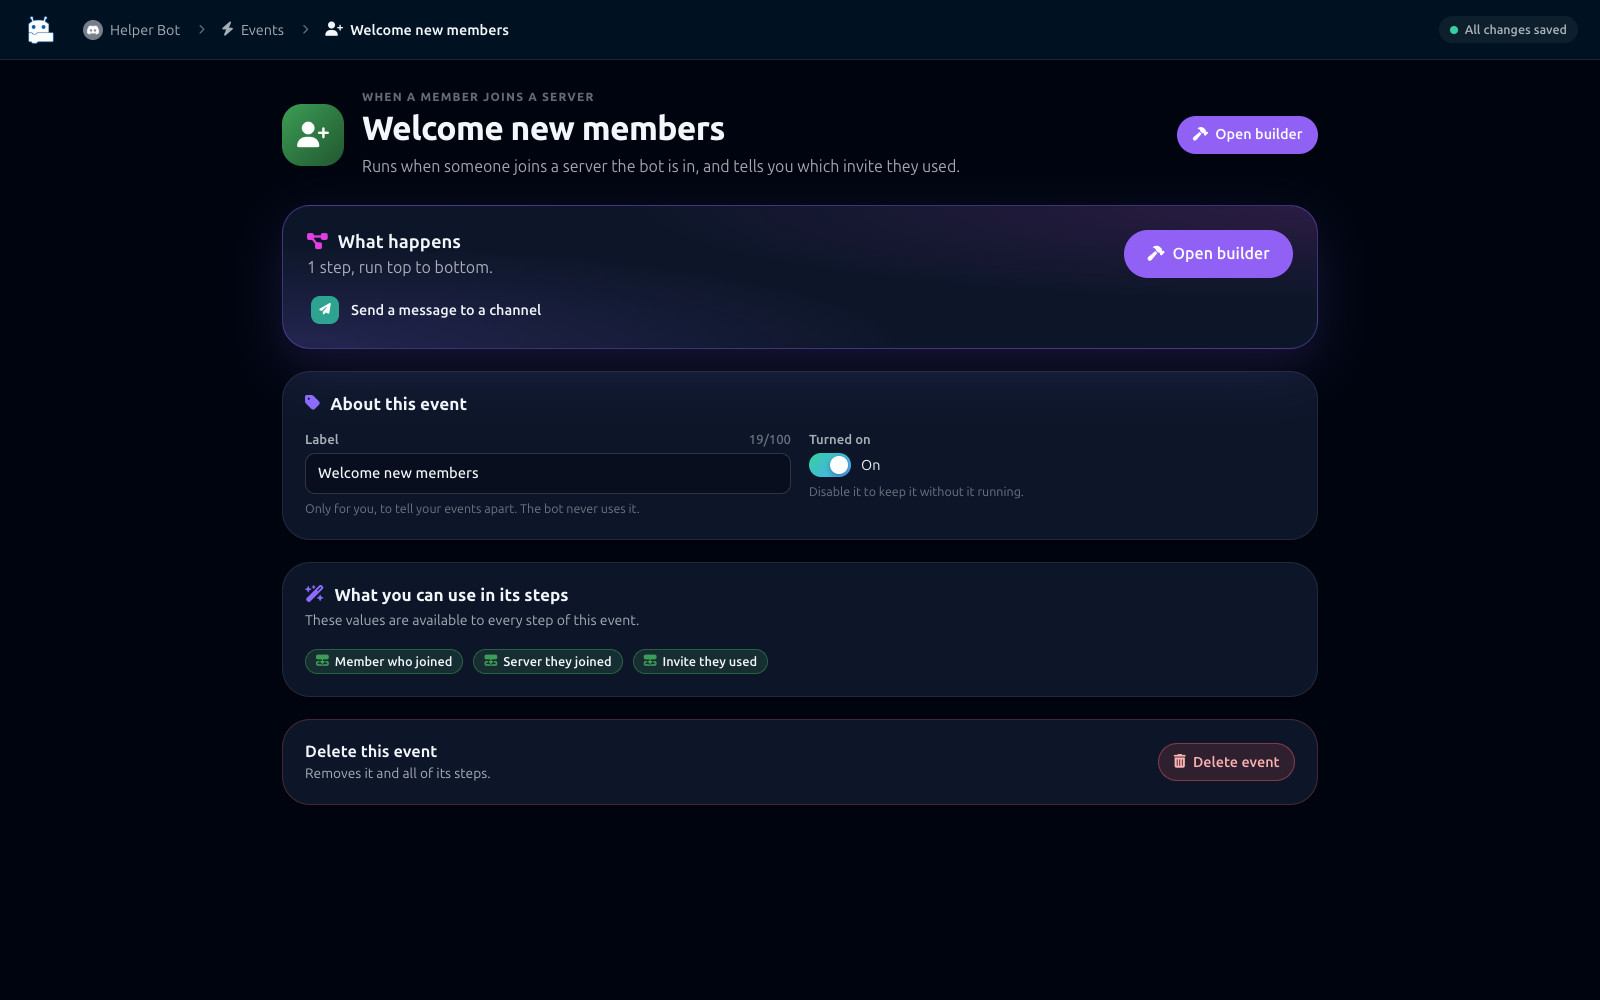 Helper Bot
Events
Welcome new members
All changes saved
WHEN A MEMBER JOINS A SERVER
Welcome new members
Runs when someone joins a server the bot is in, and tells you which invite they used.
Open builder
What happens
1 step, run top to bottom.
Open builder
Send a message to a channel
About this event
Label
19/100
Welcome new members
Only for you, to tell your events apart. The bot never uses it.
Turned on
On
Disable it to keep it without it running.
What you can use in its steps
These values are available to every step of this event.
Member who joined
Server they joined
Invite they used
Delete this event
Removes it and all of its steps.
Delete event